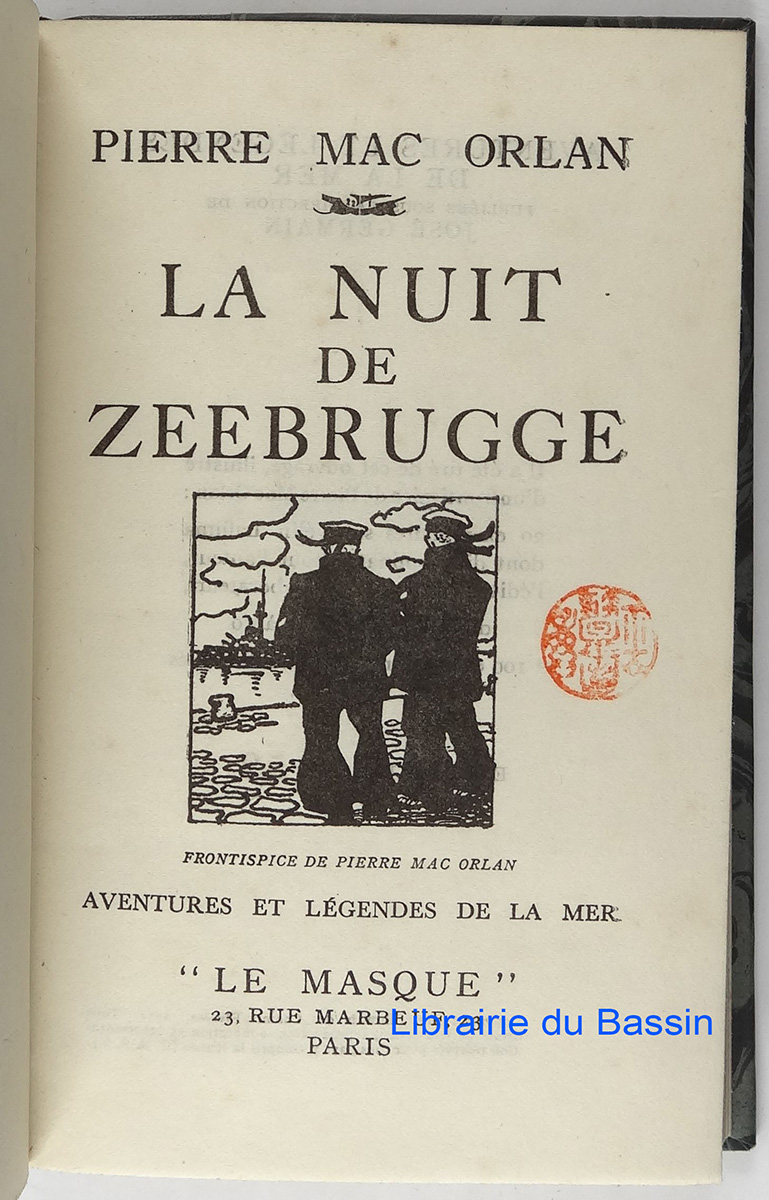 PIERRE MAC ORLAN
LA NUIT
DE
ZEEBRUGGE
FRONTISPICE DE PIERRE MAC ORLAN
AVENTURES ET LÉGENDES DE LA MER
"LE MASQUE"
23, RUE MARBEUF, 23
PARIS
Librairie du Bassin